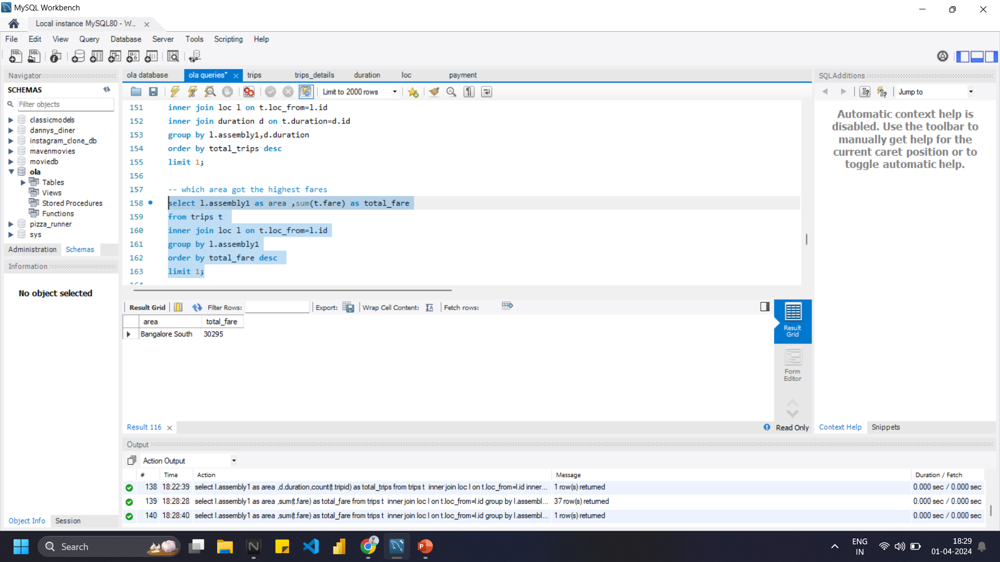 MySQL Workbench
Local instance MySQL80 - W...
File Edit View Query Database Server Tools Scripting Help
Navigator
SCHEMAS
Filter objects
classicmodels
dannys_diner
instagram_clone_db
mavenmovies
moviedb
ola
Tables
Views
Stored Procedures
Functions
pizza_runner
sys
Administration Schemas
Information
No object selected
Object Info Session
ola database ola queries* trips trips_details duration loc payment
Limit to 2000 rows
151 inner join loc l on t.loc_from=l.id
152 inner join duration d on t.duration=d.id
153 group by l.assembly1,d.duration
154 order by total_trips desc
155 limit 1;
156
157 -- which area got the highest fares
158 select l.assembly1 as area ,sum(t.fare) as total_fare
159 from trips t
160 inner join loc l on t.loc_from=l.id
161 group by l.assembly1
162 order by total_fare desc
163 limit 1;
164
Result Grid Filter Rows: Export: Wrap Cell Content: Fetch rows:
area total_fare
Bangalore South 30295
Result Grid
Form Editor
Result 116 Read Only
SQLAdditions
Jump to
Automatic context help is
disabled. Use the toolbar to
manually get help for the
current caret position or to
toggle automatic help.
Context Help Snippets
Output
Action Output
# Time Action Message Duration / Fetch
138 18:22:39 select l.assembly1 as area ,d.duration,count(t.tripid) as total_trips from trips t inner join loc l on t.loc_from=l.id inner... 1 row(s) returned 0.000 sec / 0.000 sec
139 18:28:28 select l.assembly1 as area ,sum(t.fare) as total_fare from trips t inner join loc l on t.loc_from=l.id group by l.assembl... 37 row(s) returned 0.000 sec / 0.000 sec
140 18:28:40 select l.assembly1 as area ,sum(t.fare) as total_fare from trips t inner join loc l on t.loc_from=l.id group by l.assembl... 1 row(s) returned 0.000 sec / 0.000 sec
Search
ENG
IN
18:29
01-04-2024